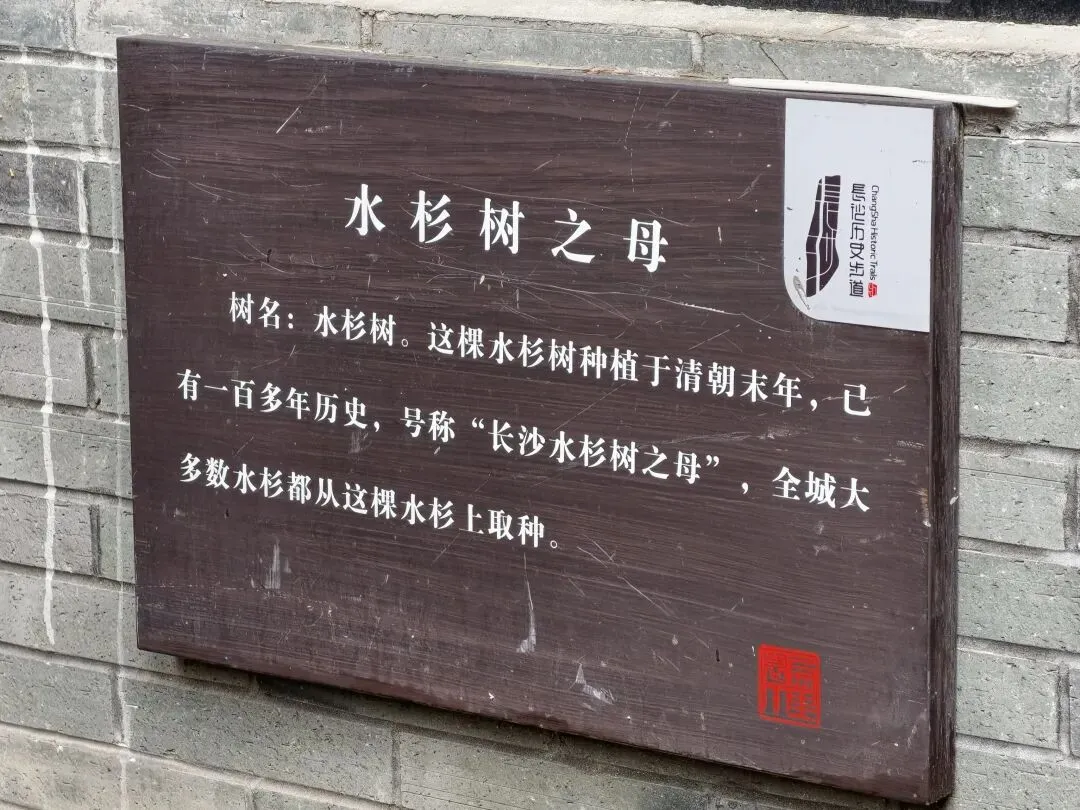 水杉树之母
树名：水杉树。这棵水杉树种植于清朝末年，已
有一百多年历史，号称“长沙水杉树之母”，全城大
多数水杉都从这棵水杉上取种。
长沙历史步道
ChangSha Historic Trails